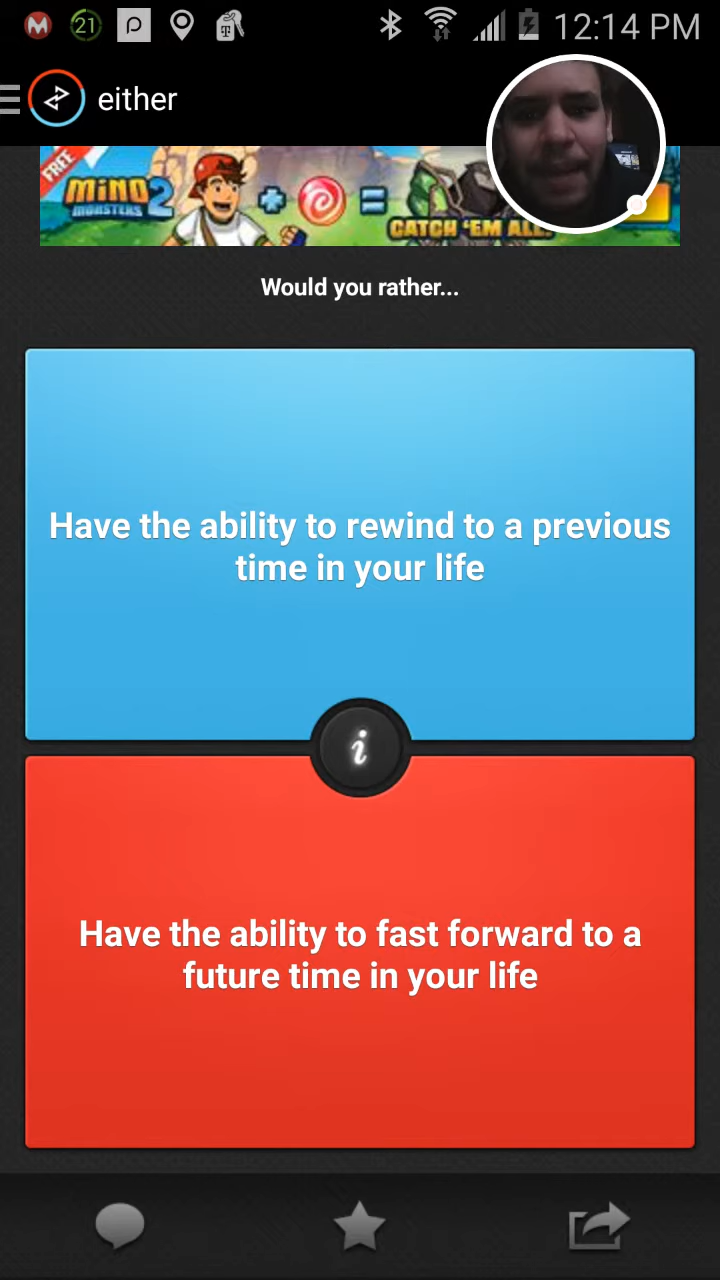 21
12:14 PM
either
FREE
MIND 2
MONSTERS
CATCH 'EM ALL!
Would you rather...
Have the ability to rewind to a previous
time in your life
i
Have the ability to fast forward to a
future time in your life